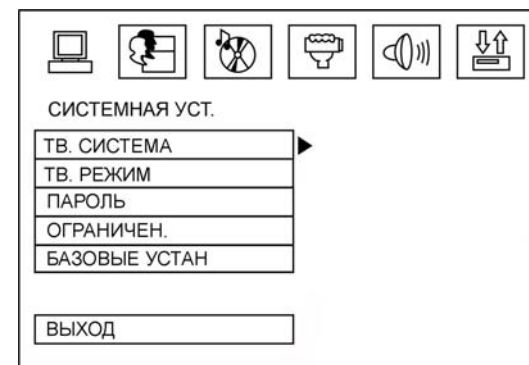 СИСТЕМНАЯ УСТ.
ТВ. СИСТЕМА
ТВ. РЕЖИМ
ПАРОЛЬ
ОГРАНИЧЕН.
БАЗОВЫЕ УСТАН
ВЫХОД